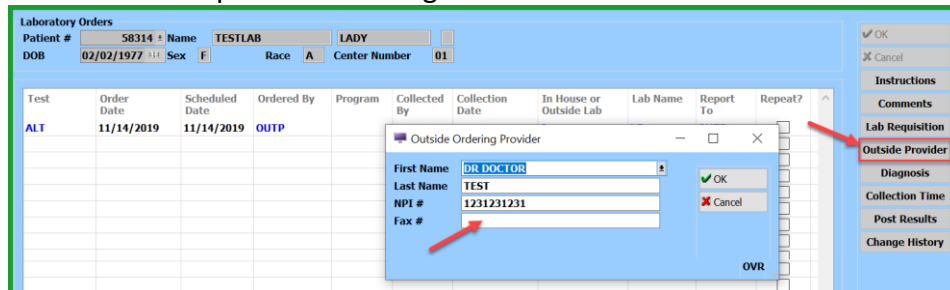 Laboratory Orders
Patient # 58314 Name TESTLAB LADY
DOB 02/02/1977 Sex F Race A Center Number 01
Test Order Date Scheduled Date Ordered By Program Collected By Collection Date In House or Outside Lab Lab Name Report To Repeat?
ALT 11/14/2019 11/14/2019 OUTP
Outside Ordering Provider
First Name DR DOCTOR
Last Name TEST
NPI # 1231231231
Fax #
OK
Cancel
OVR
OK
Cancel
Instructions
Comments
Lab Requisition
Outside Provider
Diagnosis
Collection Time
Post Results
Change History